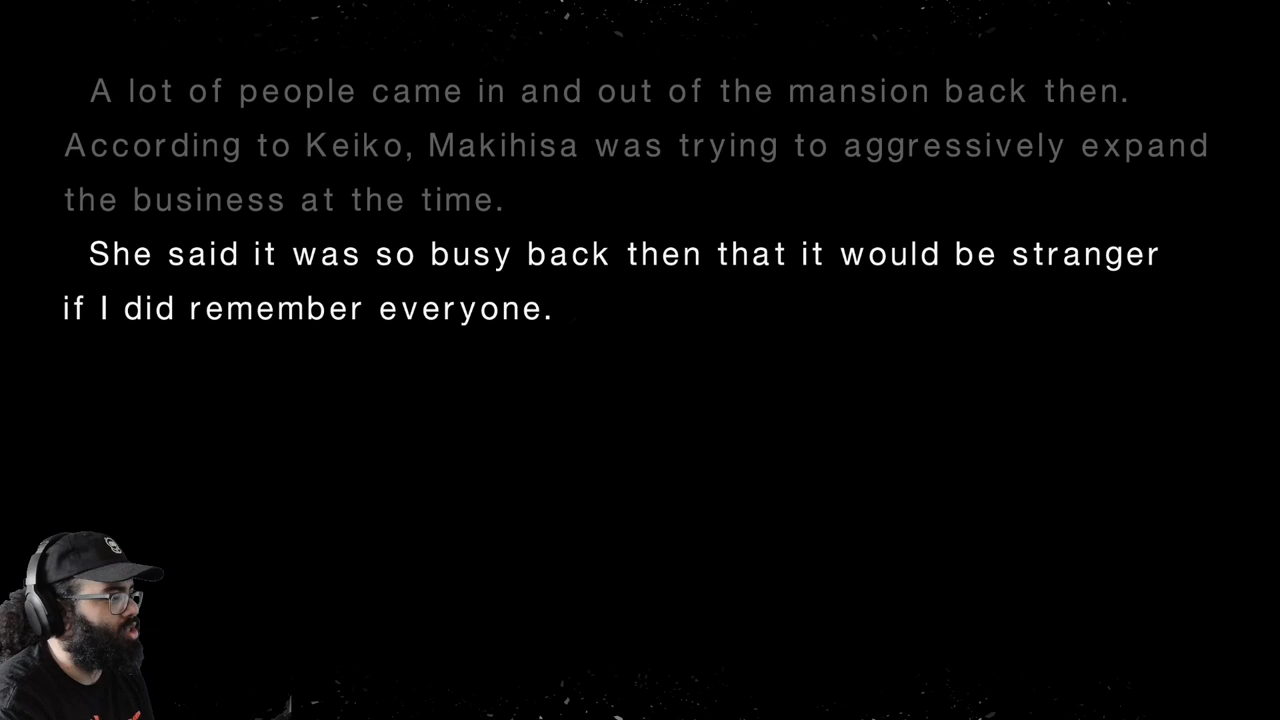 A lot of people came in and out of the mansion back then.
According to Keiko, Makihisa was trying to aggressively expand
the business at the time.
She said it was so busy back then that it would be stranger
if I did remember everyone.